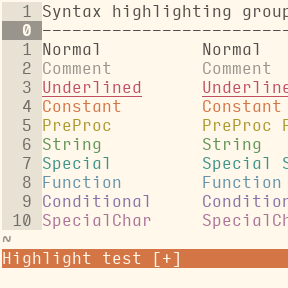 1 Syntax highlighting group
0 -------------------------
1 Normal Normal
2 Comment Comment
3 Underlined Underline
4 Constant Constant
5 PreProc PreProc P
6 String String
7 Special Special S
8 Function Function
9 Conditional Condition
10 SpecialChar SpecialCh
~
Highlight test [+]